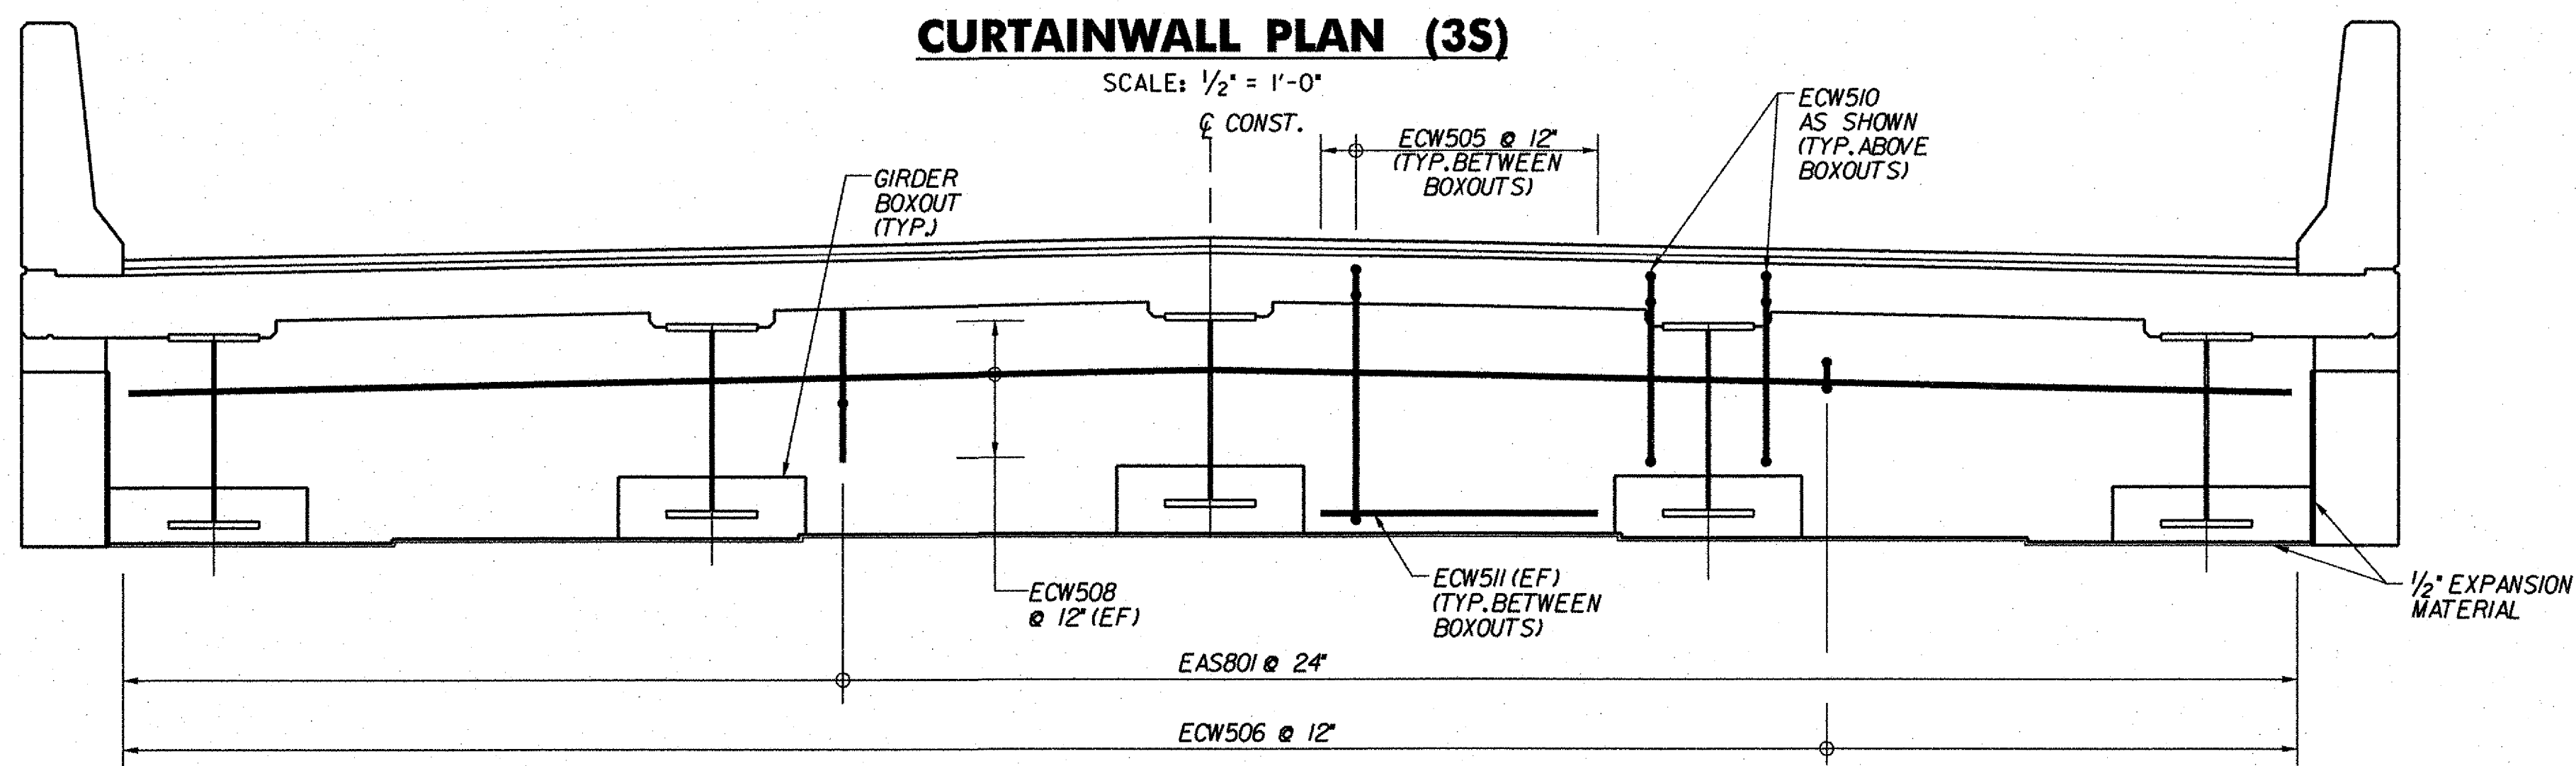 CURTAINWALL PLAN (3S)
SCALE: 1/2" = 1'-0"
℄ CONST.
ECW505 @ 12"
(TYP. BETWEEN
BOXOUTS)
ECW510
AS SHOWN
(TYP. ABOVE
BOXOUTS)
GIRDER
BOXOUT
(TYP.)
ECW508
@ 12" (EF)
ECW511 (EF)
(TYP. BETWEEN
BOXOUTS)
1/2" EXPANSION
MATERIAL
EAS801 @ 24"
ECW506 @ 12"